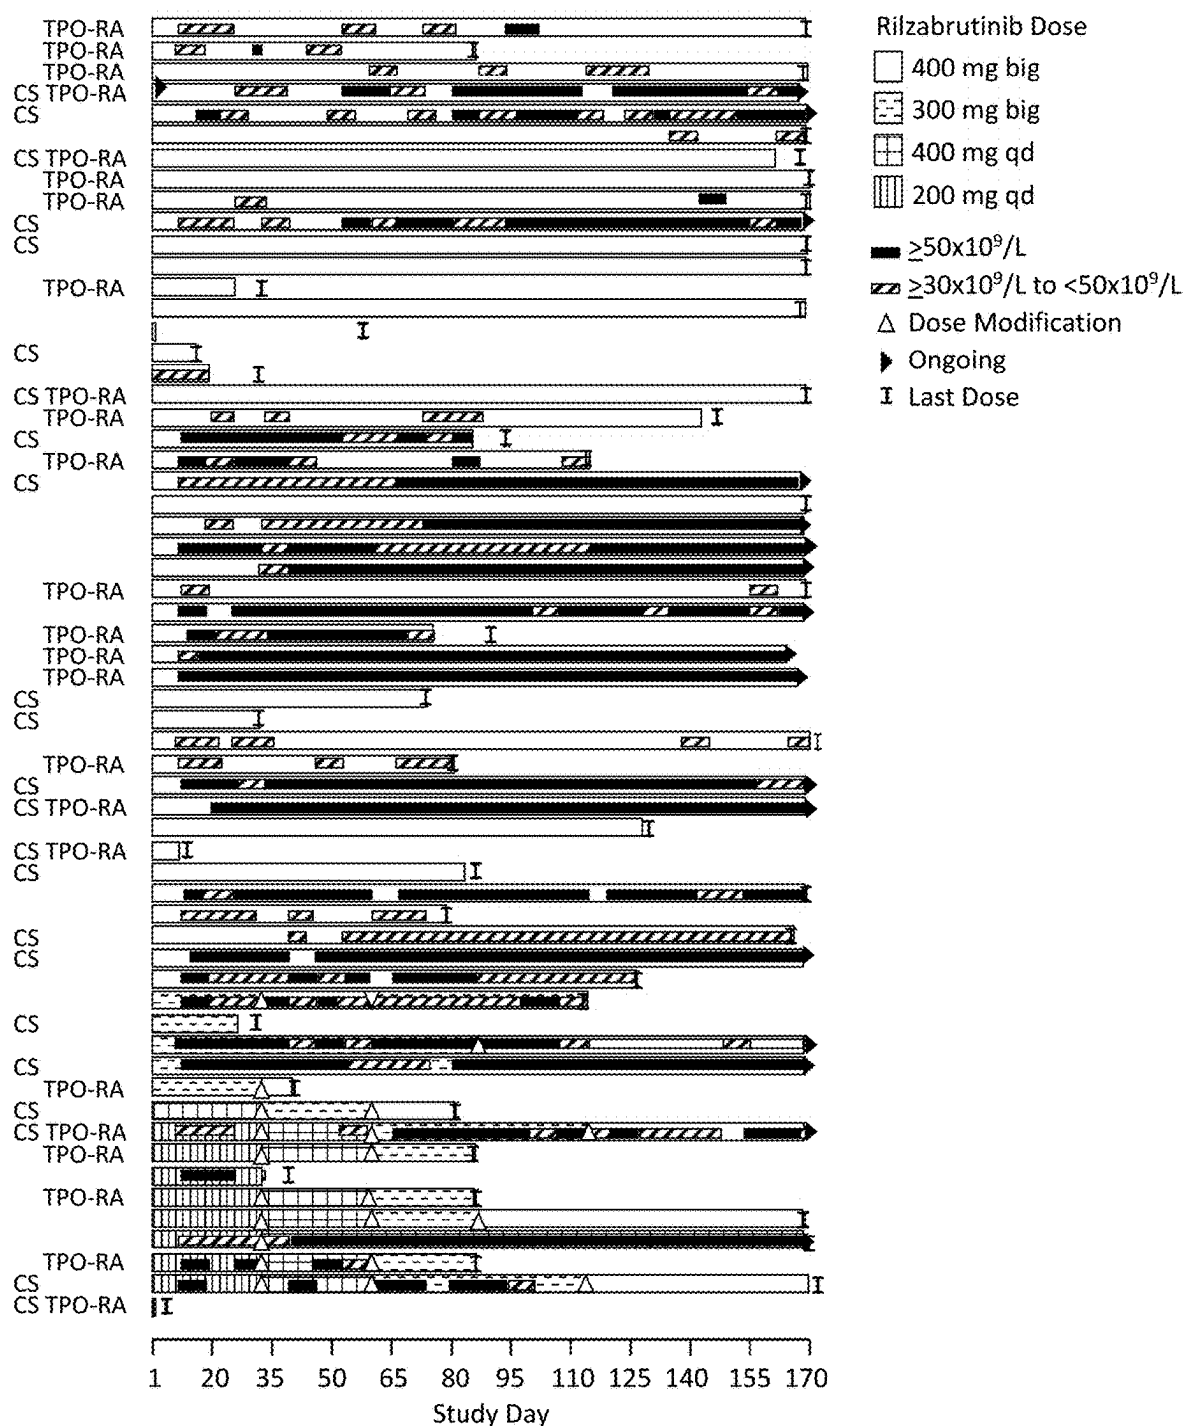 TPO-RA
TPO-RA
TPO-RA
CS TPO-RA
CS
CS TPO-RA
TPO-RA
TPO-RA
CS
CS
TPO-RA
CS
CS TPO-RA
TPO-RA
CS
TPO-RA
CS
TPO-RA
TPO-RA
TPO-RA
TPO-RA
CS
CS
TPO-RA
CS
CS TPO-RA
CS TPO-RA
CS
CS
CS
CS
CS
TPO-RA
CS
CS TPO-RA
TPO-RA
TPO-RA
TPO-RA
CS
CS TPO-RA
1 20 35 50 65 80 95 110 125 140 155 170
Study Day
Rilzabrutinib Dose
400 mg big
300 mg big
400 mg qd
200 mg qd
≥50x10⁹/L
≥30x10⁹/L to <50x10⁹/L
Dose Modification
Ongoing
Last Dose